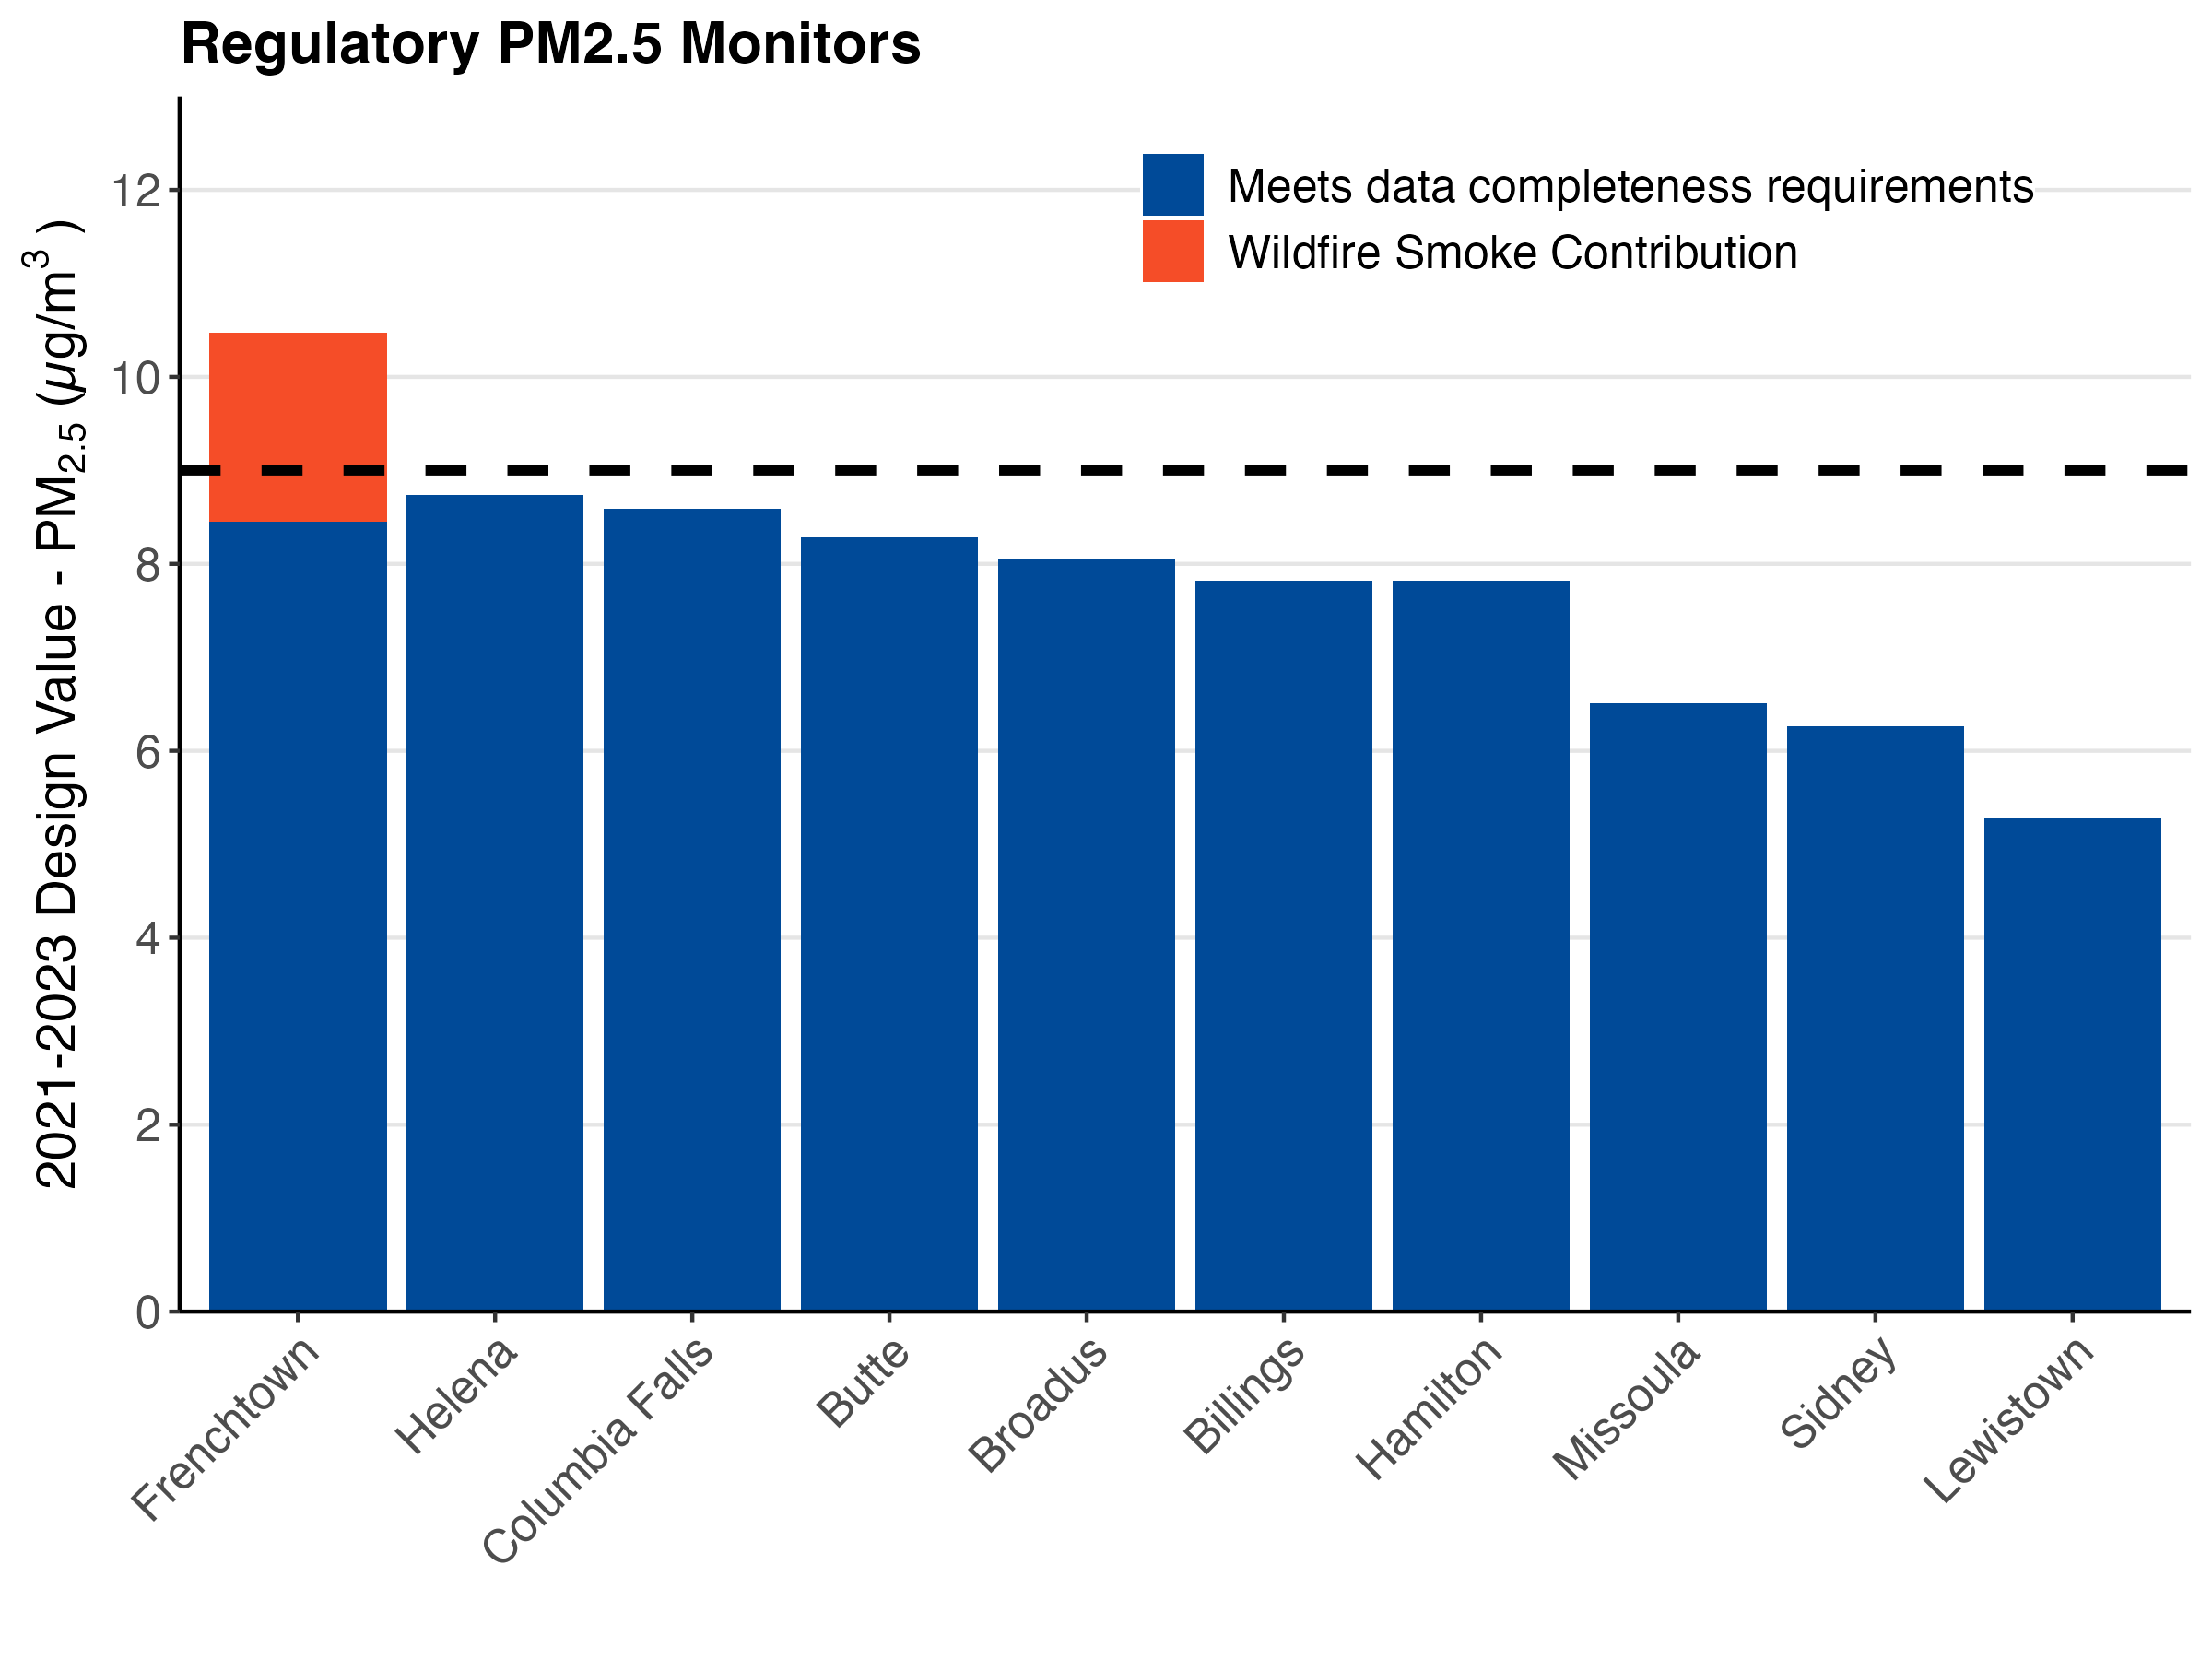 Regulatory PM2.5 Monitors
2021-2023 Design Value - PM2.5 (µg/m3 )
12
10
8
6
4
2
0
Meets data completeness requirements
Wildfire Smoke Contribution
Frenchtown
Helena
Columbia Falls
Butte
Broadus
Billings
Hamilton
Missoula
Sidney
Lewistown